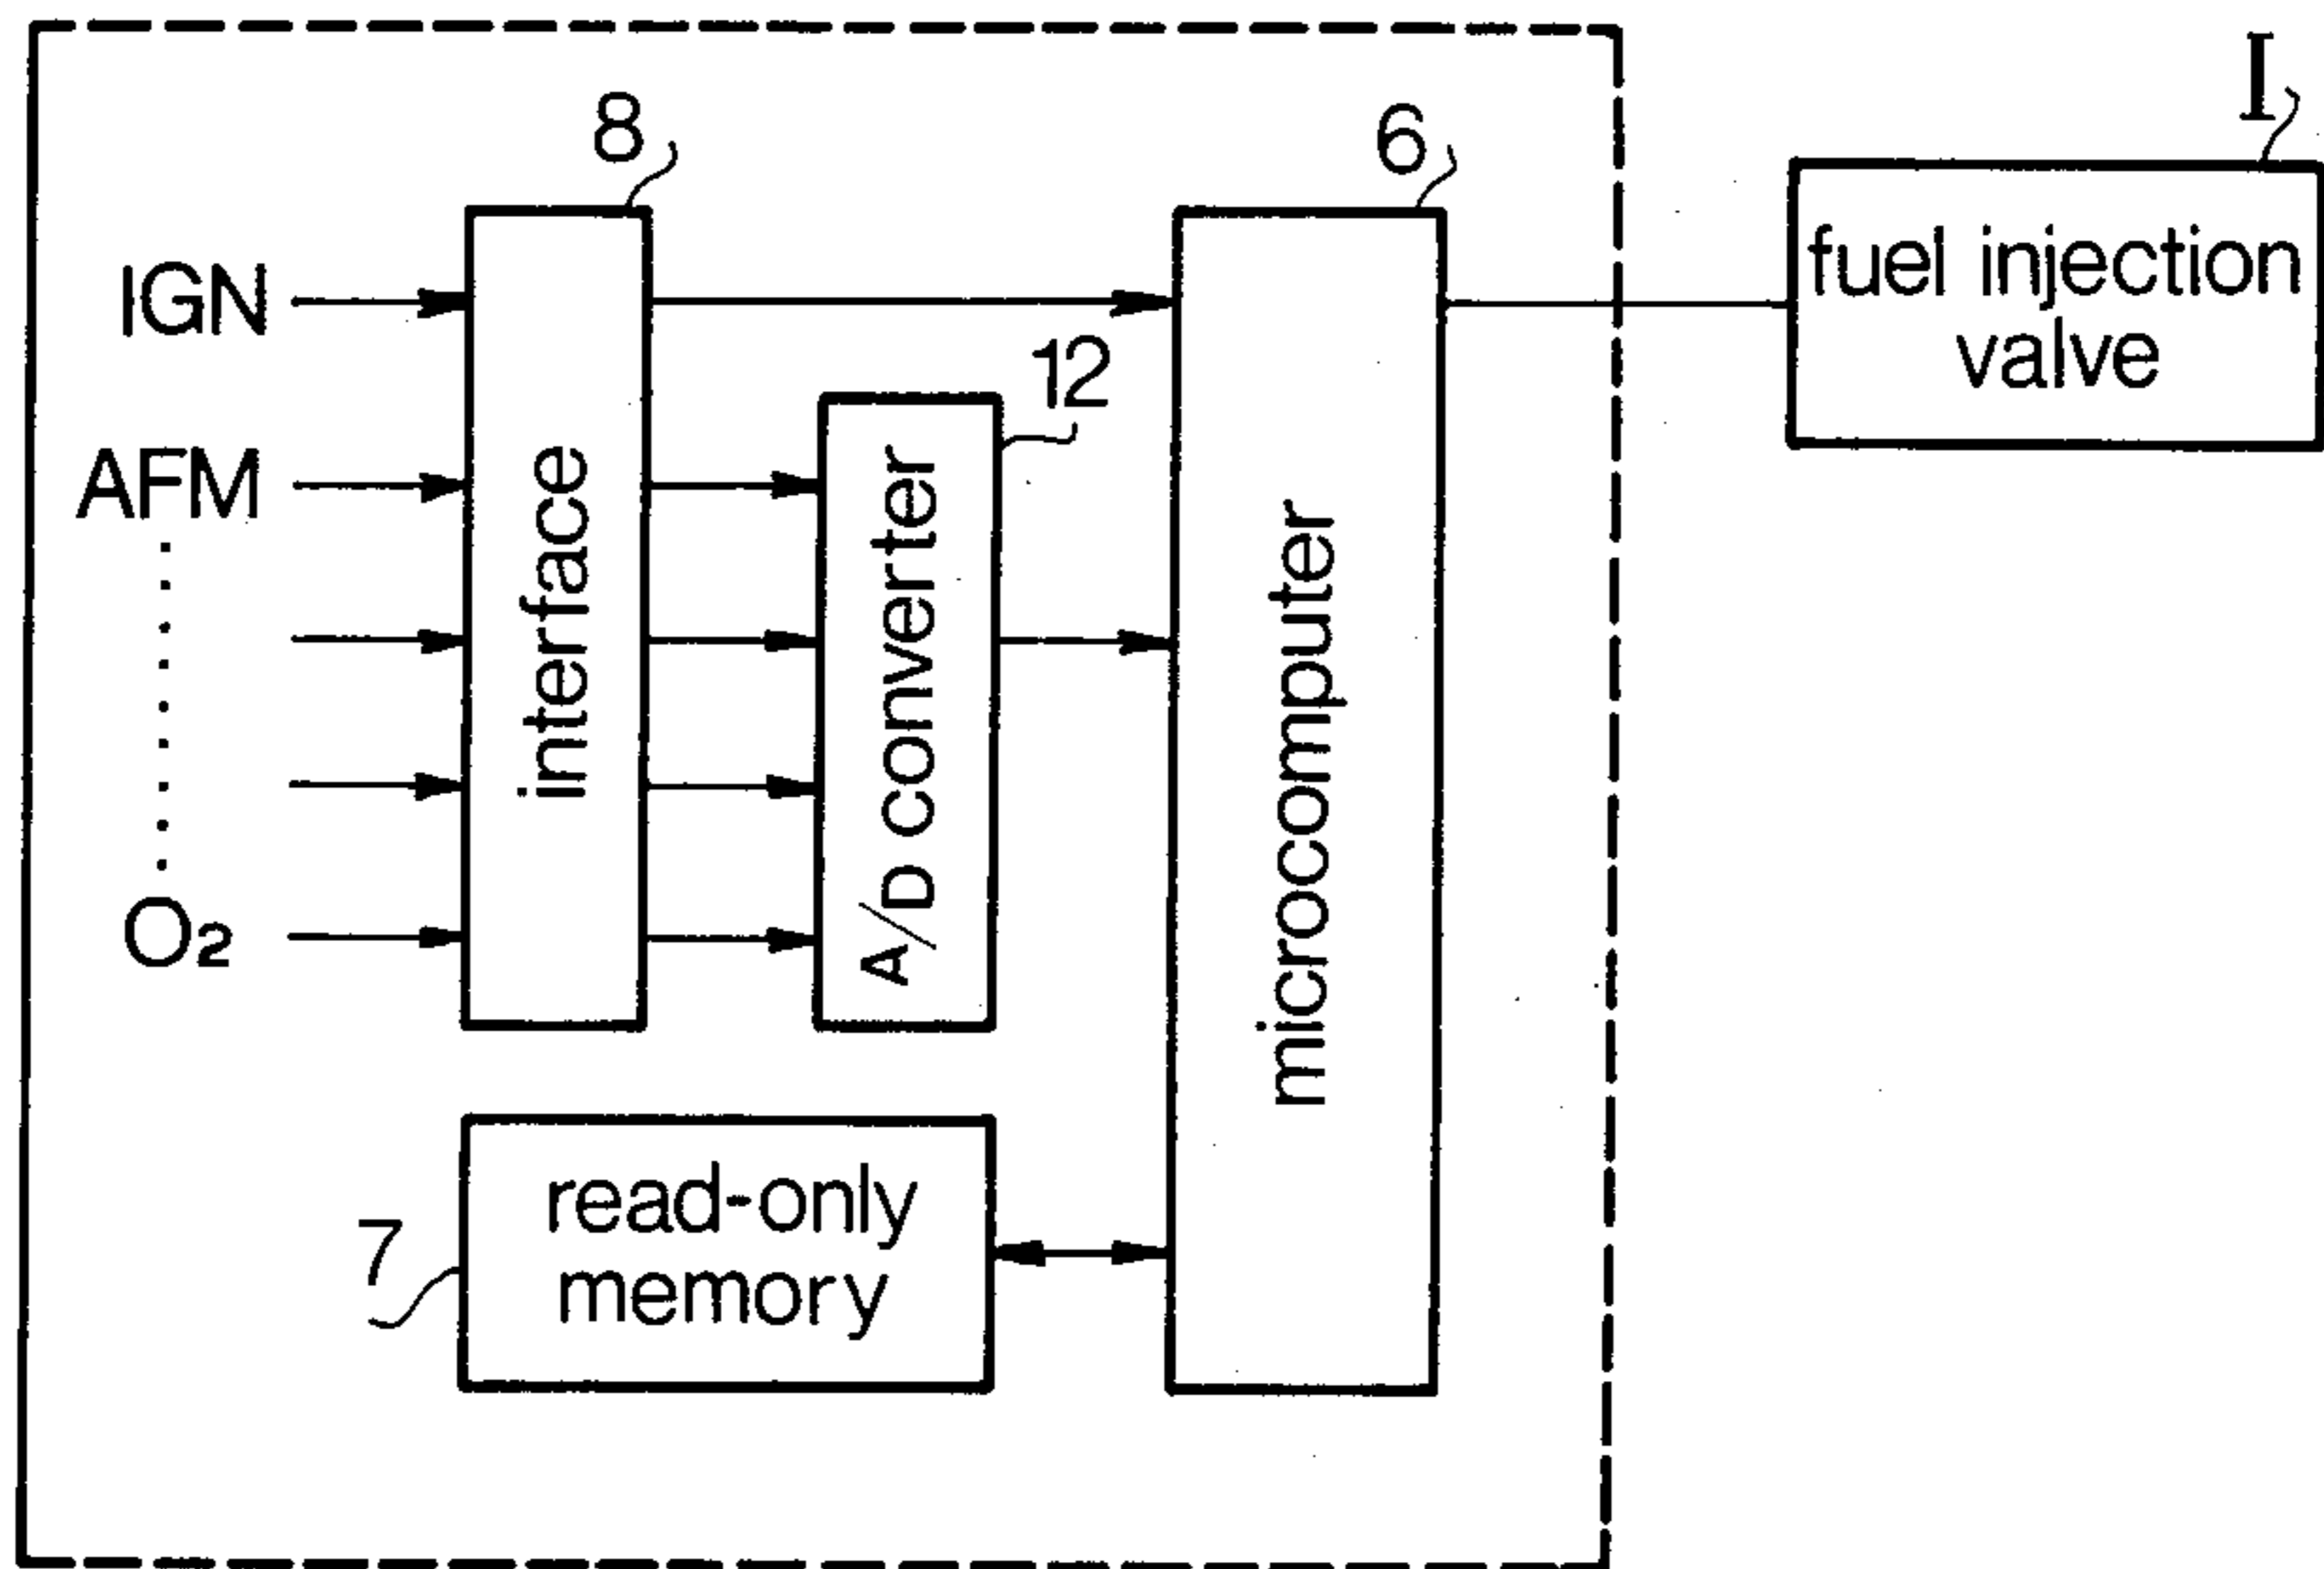 I
8
6
fuel injection
valve
IGN
12
AFM
interface
A/D converter
microcomputer
O₂
read-only
memory
7